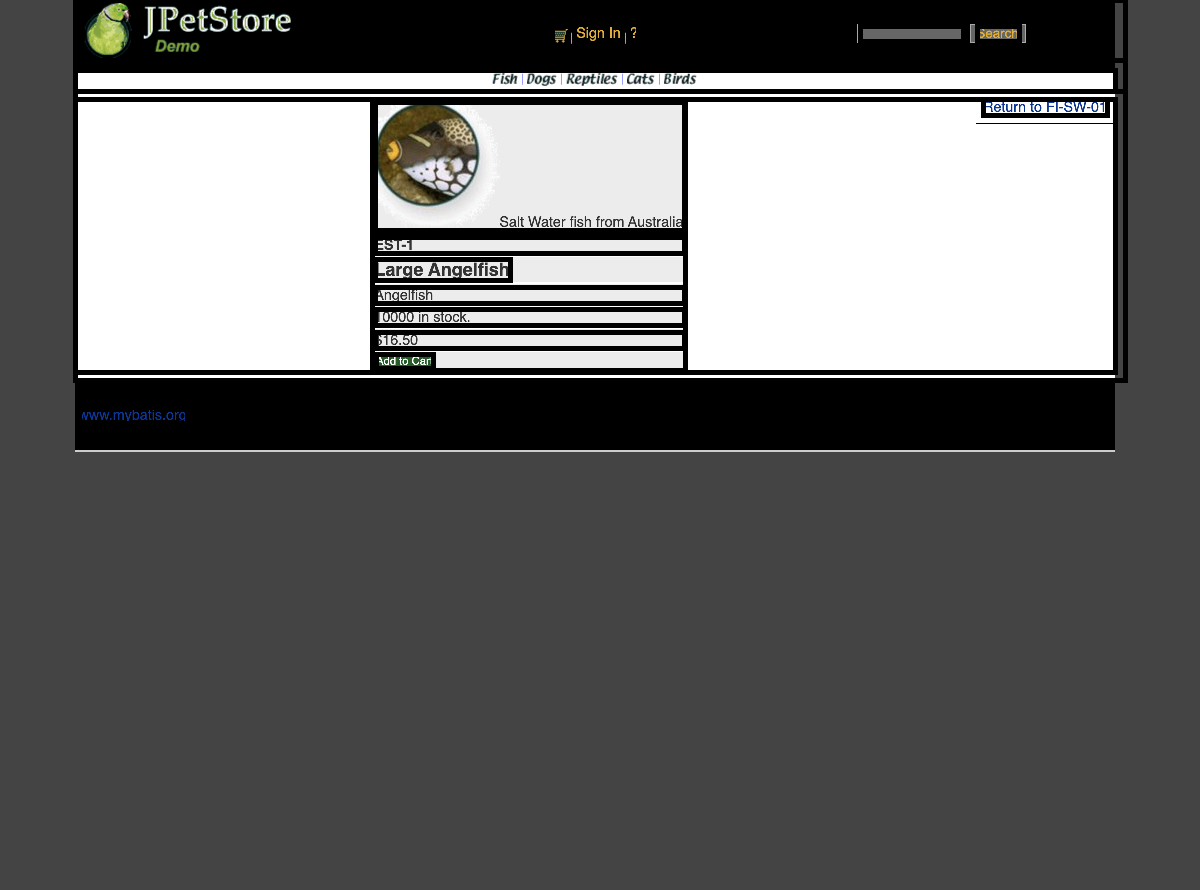 JPetStore
Demo
Sign In
?
Search
Fish
Dogs
Reptiles
Cats
Birds
Return to FI-SW-01
Salt Water fish from Australia
EST-1
Large Angelfish
Angelfish
10000 in stock.
$16.50
Add to Cart
www.mybatis.org